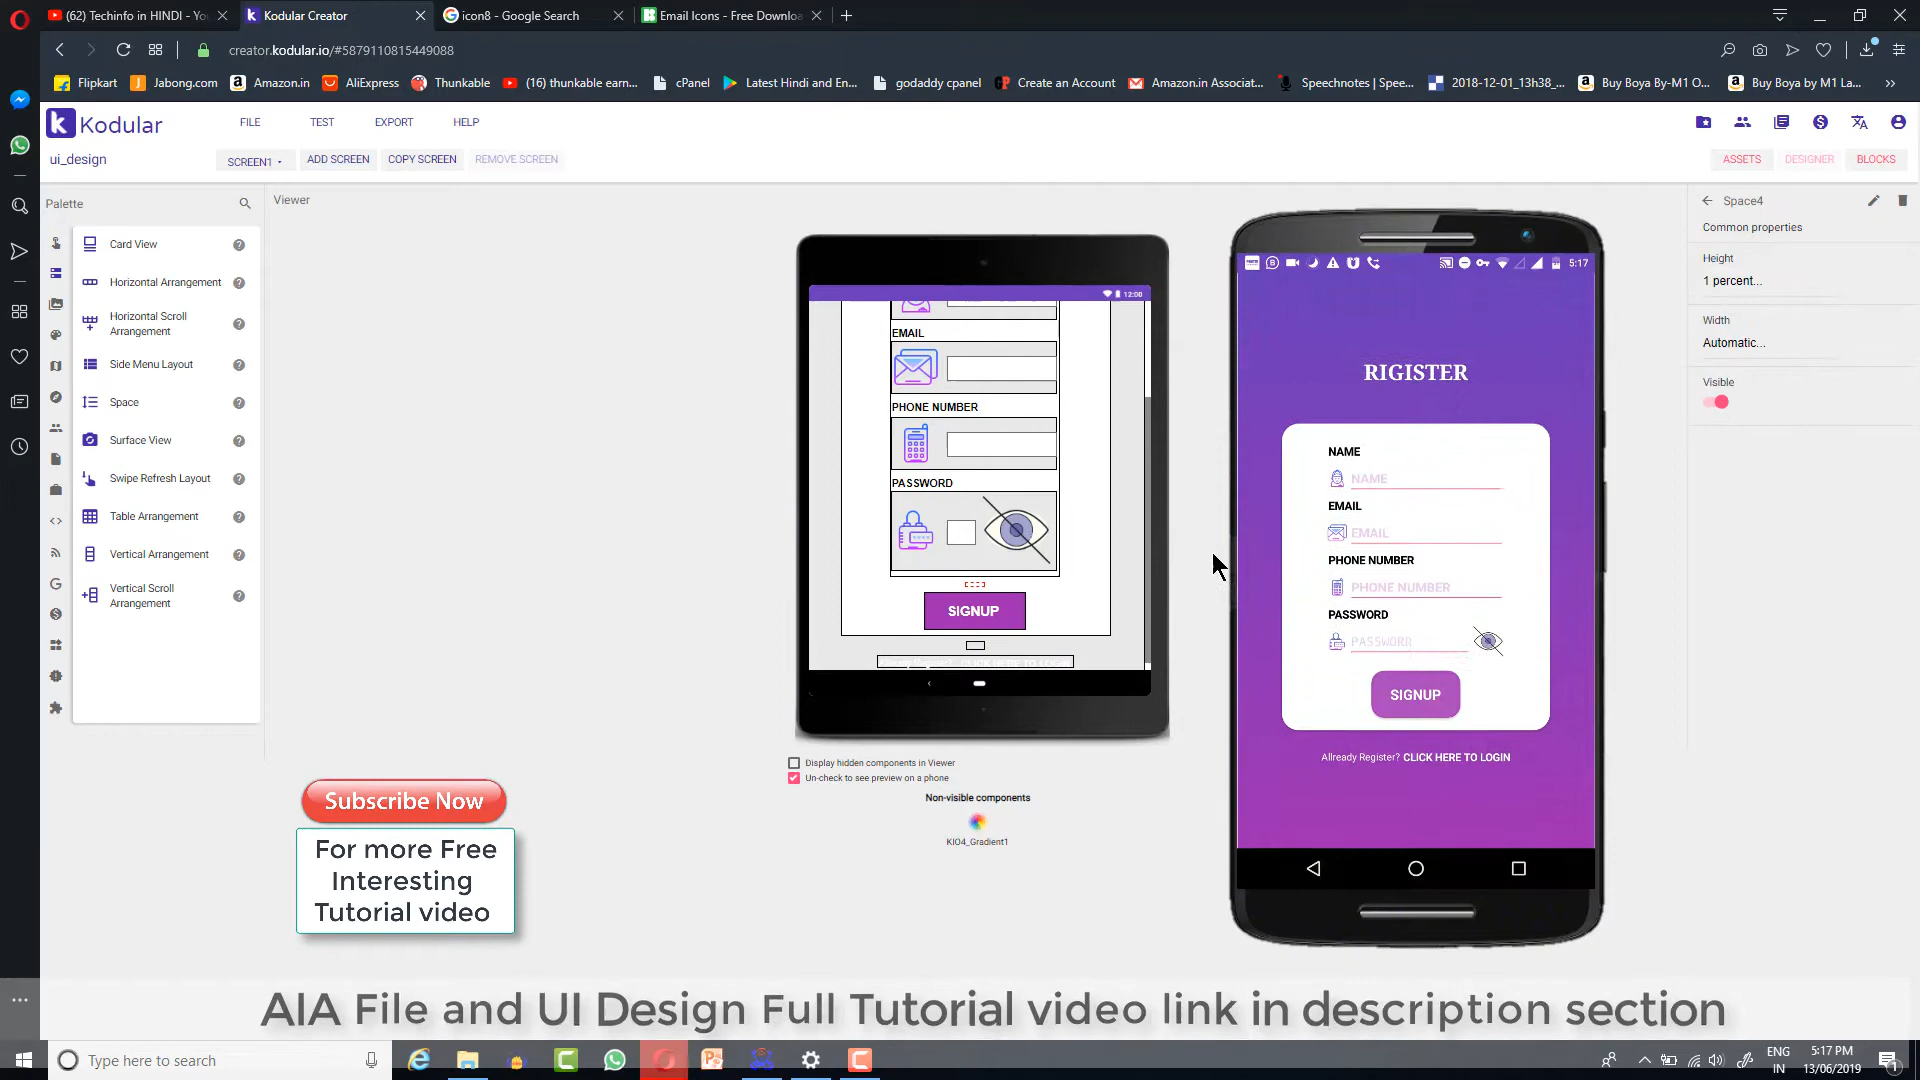 (62) Techinfo in HINDI - Yo
Kodular Creator
icon8 - Google Search
Email Icons - Free Downloa
creator.kodular.io/#5879110815449088
Flipkart
Jabong.com
Amazon.in
AliExpress
Thunkable
(16) thunkable earn...
cPanel
Latest Hindi and En...
godaddy cpanel
Create an Account
Amazon.in Associat...
Speechnotes | Spee...
2018-12-01_13h38_...
Buy Boya By-M1 O...
Buy Boya by M1 La...
Kodular
FILE
TEST
EXPORT
HELP
ui_design
SCREEN1
ADD SCREEN
COPY SCREEN
REMOVE SCREEN
ASSETS
DESIGNER
BLOCKS
Palette
Card View
Horizontal Arrangement
Horizontal Scroll
Arrangement
Side Menu Layout
Space
Surface View
Swipe Refresh Layout
Table Arrangement
Vertical Arrangement
Vertical Scroll
Arrangement
Viewer
12:00
EMAIL
PHONE NUMBER
PASSWORD
SIGNUP
CLICK HERE TO LOGIN
Display hidden components in Viewer
Un-check to see preview on a phone
Non-visible components
KIO4_Gradient1
5:17
RIGISTER
NAME
NAME
EMAIL
EMAIL
PHONE NUMBER
PHONE NUMBER
PASSWORD
PASSWORD
SIGNUP
Allready Register? CLICK HERE TO LOGIN
Space4
Common properties
Height
1 percent...
Width
Automatic...
Visible
Subscribe Now
For more Free
Interesting
Tutorial video
AIA File and UI Design Full Tutorial video link in description section
Type here to search
ENG
IN
5:17 PM
13/06/2019